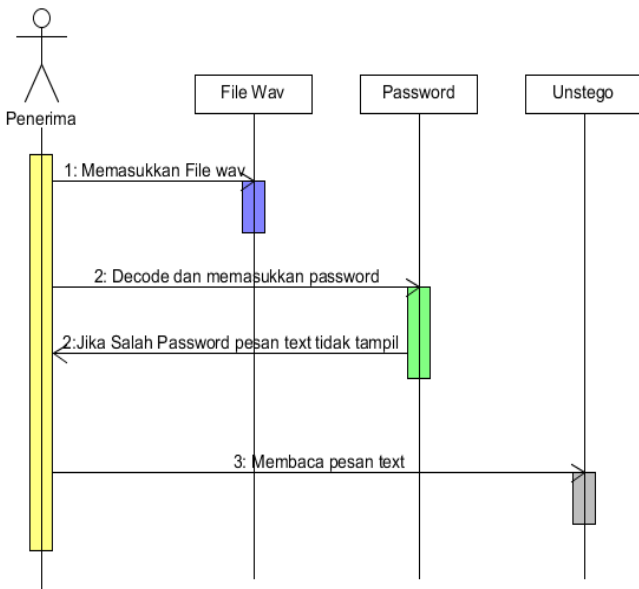 File Wav
Password
Unstego
Penerima
1: Memasukkan File wav
2: Decode dan memasukkan password
2:Jika Salah Password pesan text tidak tampil
3: Membaca pesan text